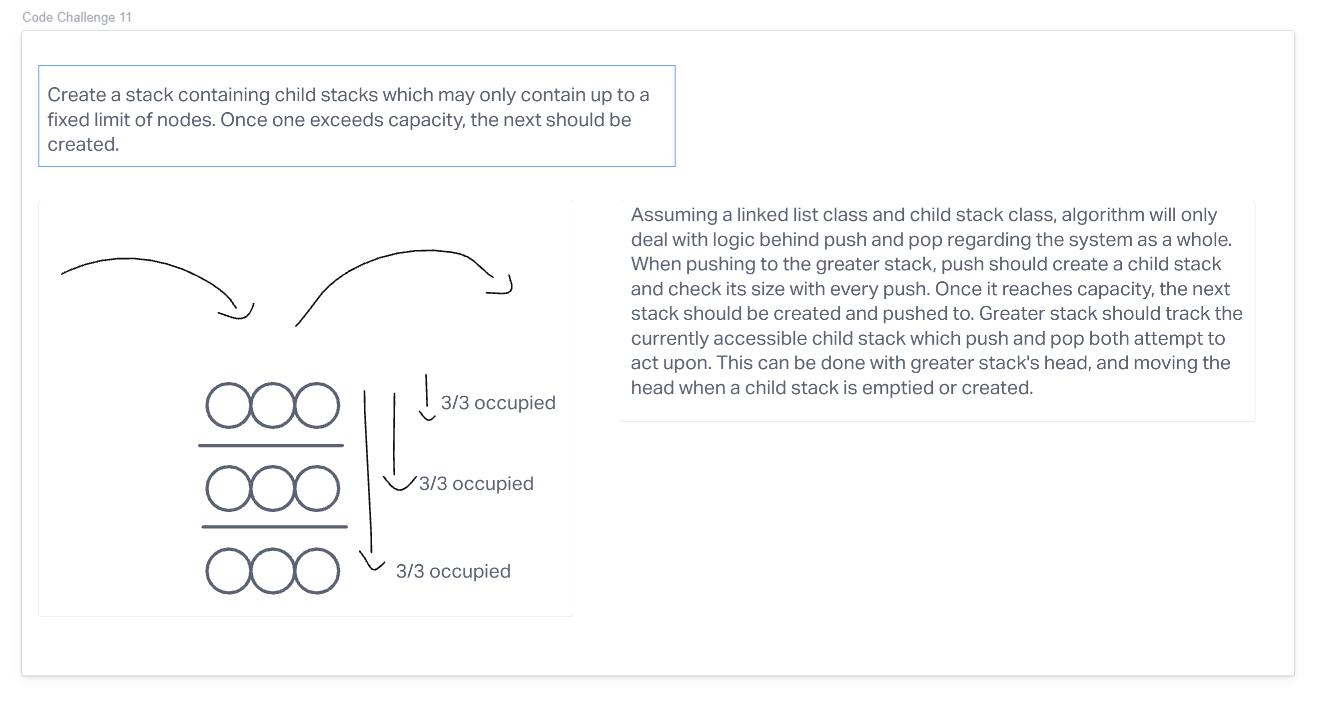 Code Challenge 11
Create a stack containing child stacks which may only contain up to a
fixed limit of nodes. Once one exceeds capacity, the next should be
created.
Assuming a linked list class and child stack class, algorithm will only
deal with logic behind push and pop regarding the system as a whole.
When pushing to the greater stack, push should create a child stack
and check its size with every push. Once it reaches capacity, the next
stack should be created and pushed to. Greater stack should track the
currently accessible child stack which push and pop both attempt to
act upon. This can be done with greater stack's head, and moving the
head when a child stack is emptied or created.
3/3 occupied
3/3 occupied
3/3 occupied